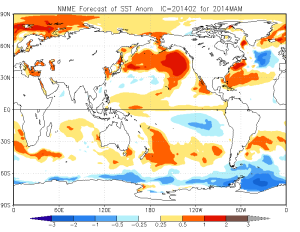 NMME Forecast of SST Anom IC=201402 for 2014MAM
90N
60N
30N
EQ
30S
60S
90S
0 60E 120E 180 120W 60W 0
-3 -2 -1 -0.5 -0.25 0.25 0.5 1 2 3